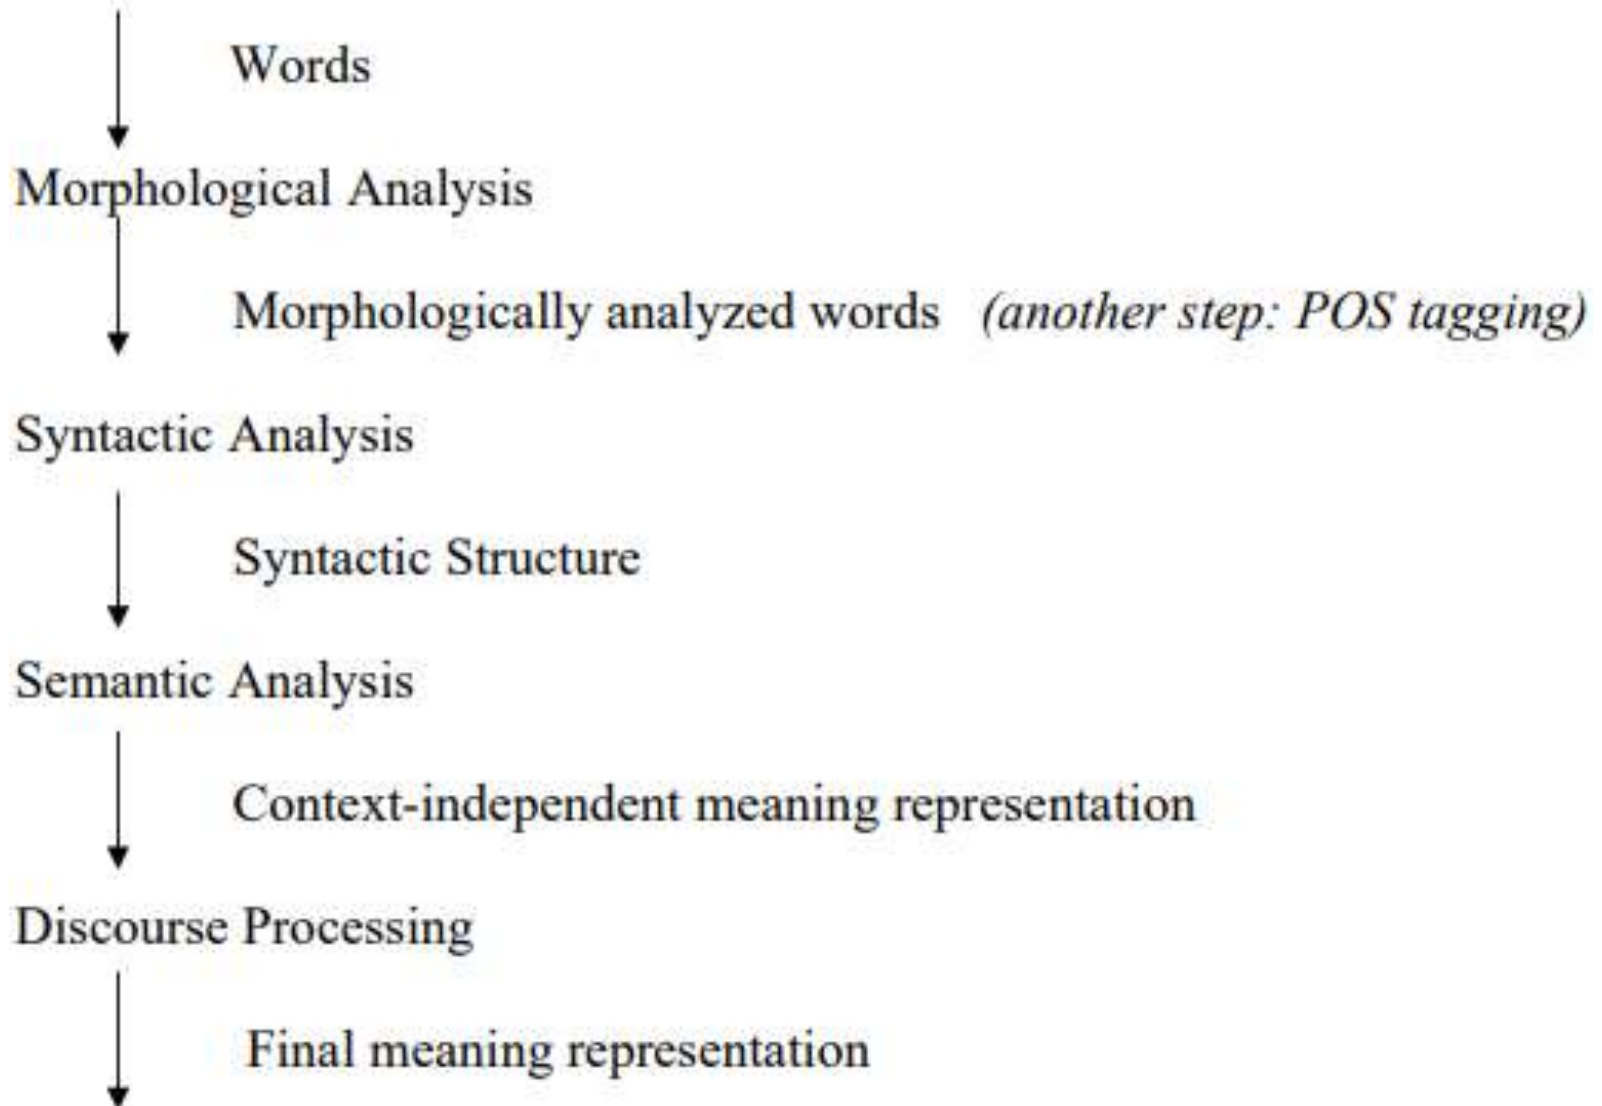 Words
Morphological Analysis
Morphologically analyzed words (another step: POS tagging)
Syntactic Analysis
Syntactic Structure
Semantic Analysis
Context-independent meaning representation
Discourse Processing
Final meaning representation